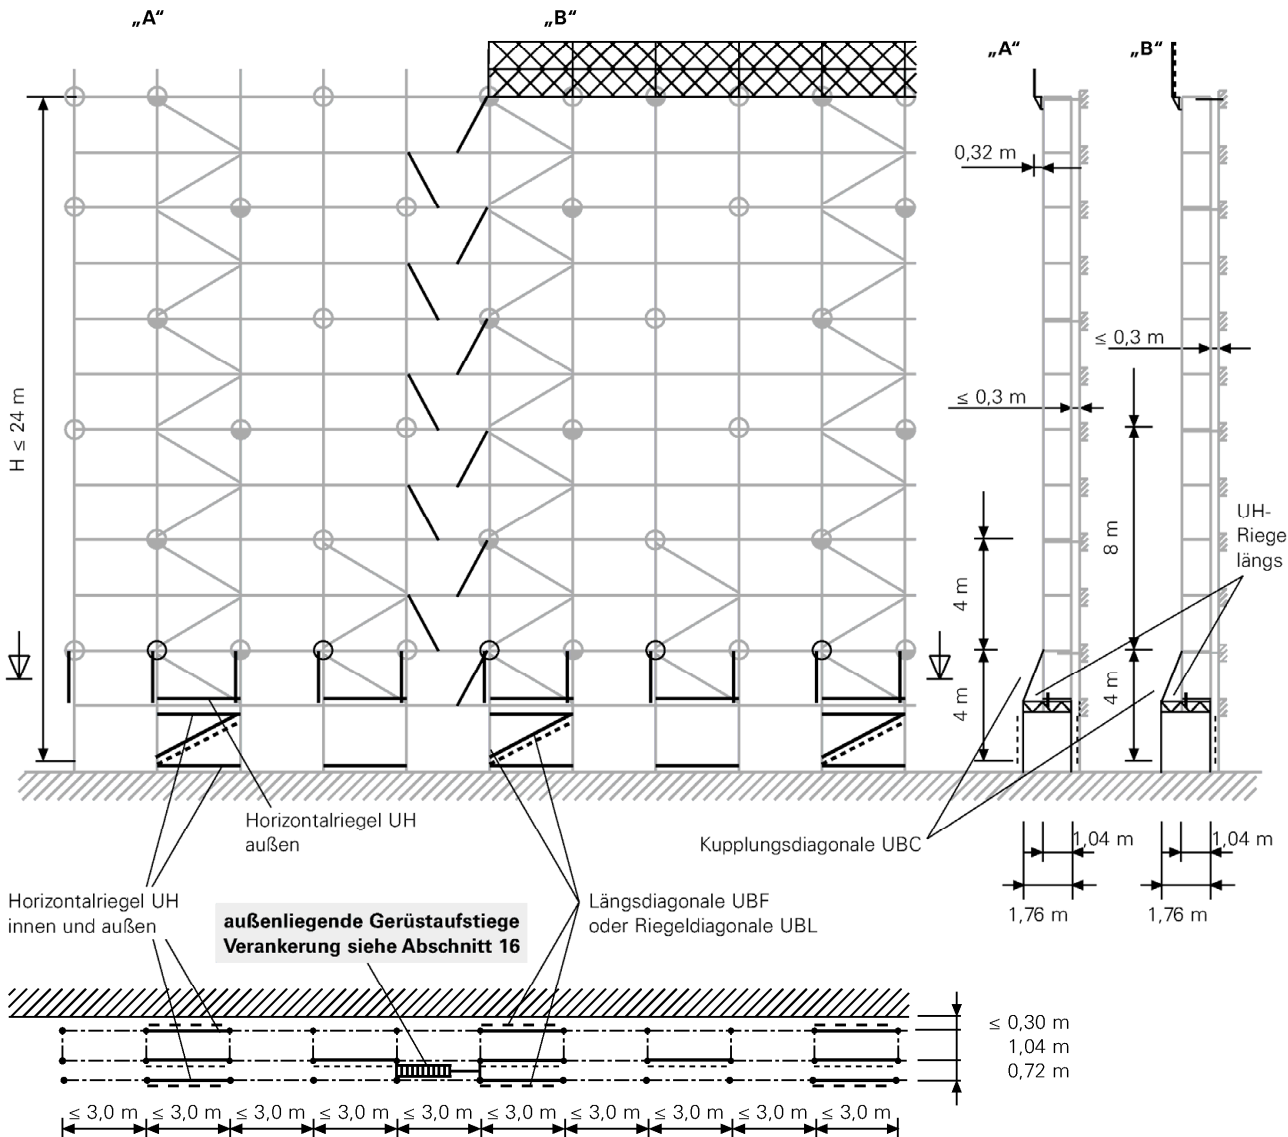 „A“
„B“
„A“
„B“
0,32 m
≤ 0,3 m
≤ 0,3 m
H ≤ 24 m
8 m
4 m
4 m
4 m
UH-
Riege
längs
Horizontalriegel UH
außen
Kupplungsdiagonale UBC
1,04 m
1,04 m
1,76 m
1,76 m
Horizontalriegel UH
innen und außen
außenliegende Gerüstaufstiege
Verankerung siehe Abschnitt 16
Längsdiagonale UBF
oder Riegeldiagonale UBL
≤ 0,30 m
1,04 m
0,72 m
≤ 3,0 m ≤ 3,0 m ≤ 3,0 m ≤ 3,0 m ≤ 3,0 m ≤ 3,0 m ≤ 3,0 m ≤ 3,0 m ≤ 3,0 m ≤ 3,0 m